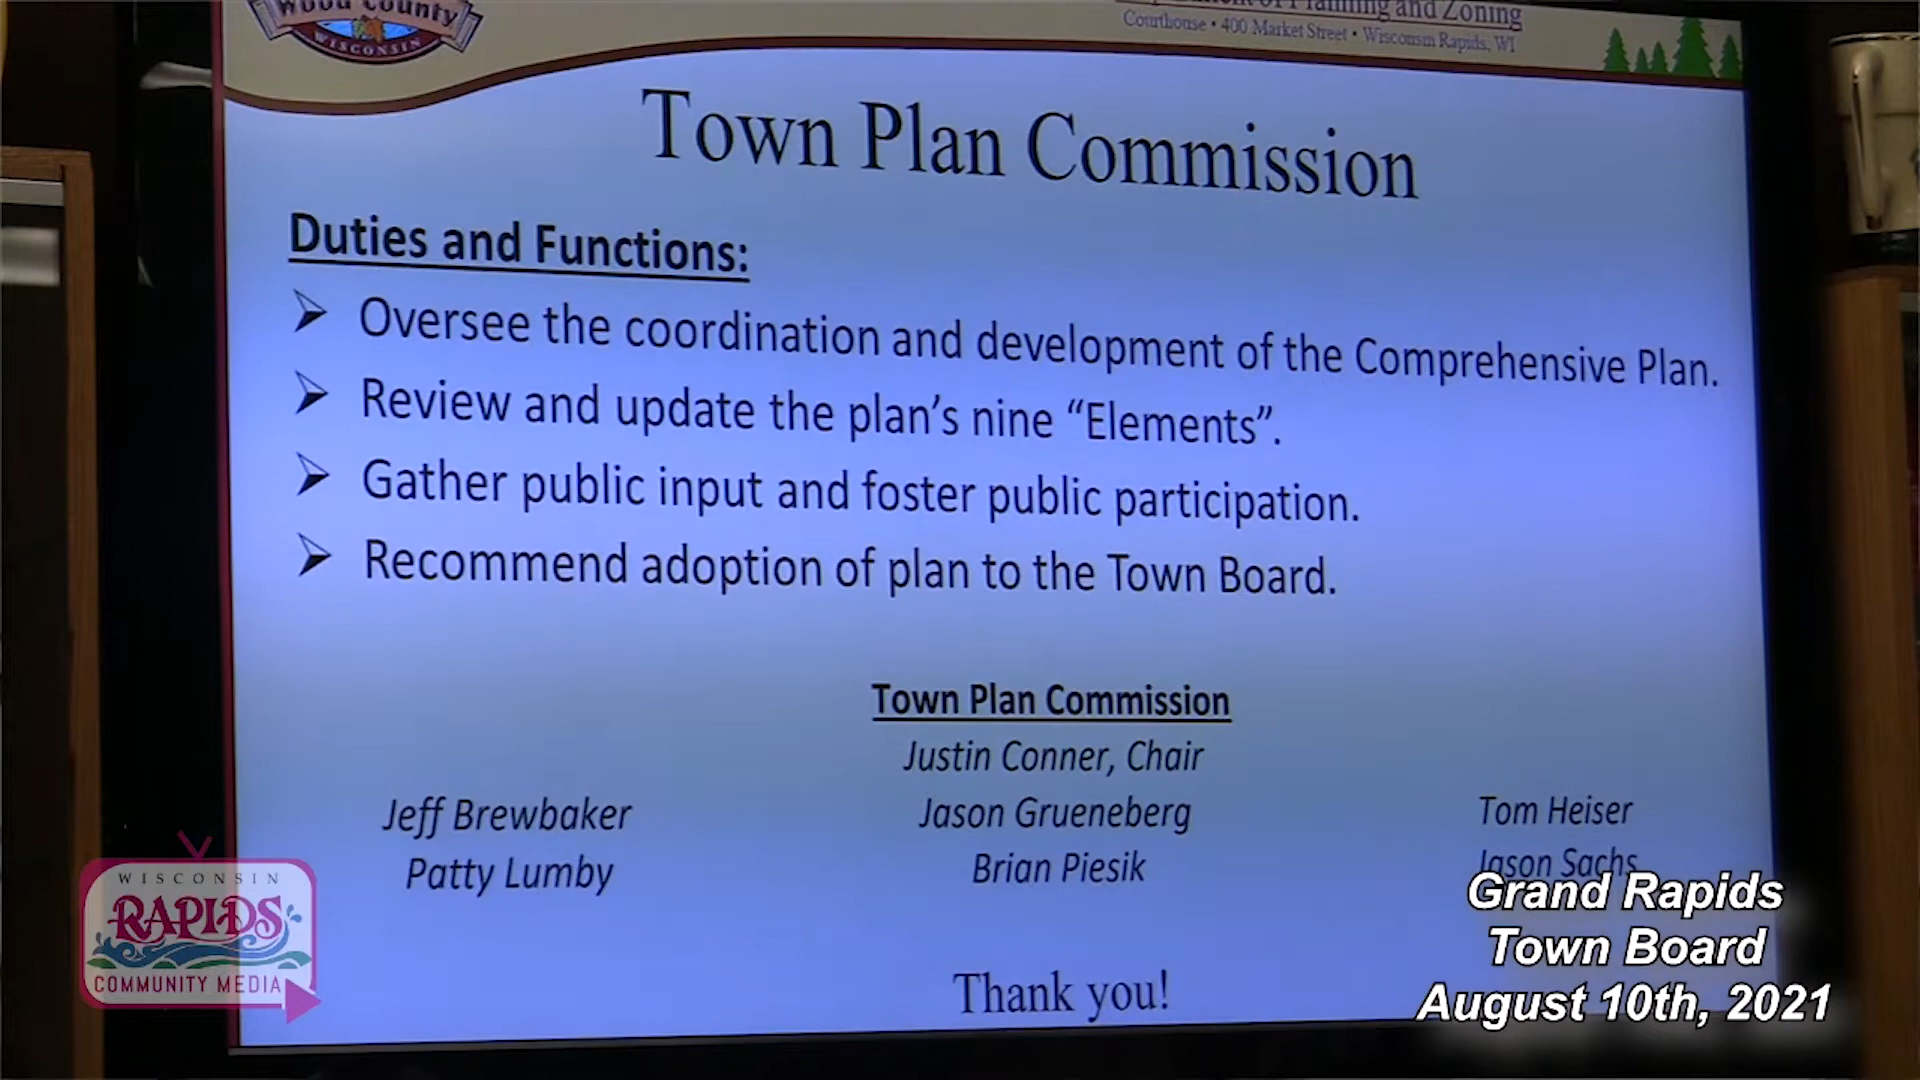 Wood County
WISCONSIN
of Planning and Zoning
Courthouse • 400 Market Street • Wisconsin Rapids, WI
Town Plan Commission
Duties and Functions:
Oversee the coordination and development of the Comprehensive Plan.
Review and update the plan’s nine “Elements”.
Gather public input and foster public participation.
Recommend adoption of plan to the Town Board.
Town Plan Commission
Justin Conner, Chair
Jeff Brewbaker
Jason Grueneberg
Tom Heiser
Patty Lumby
Brian Piesik
Jason Sachs
Thank you!
WISCONSIN
RAPIDS
COMMUNITY MEDIA
Grand Rapids
Town Board
August 10th, 2021